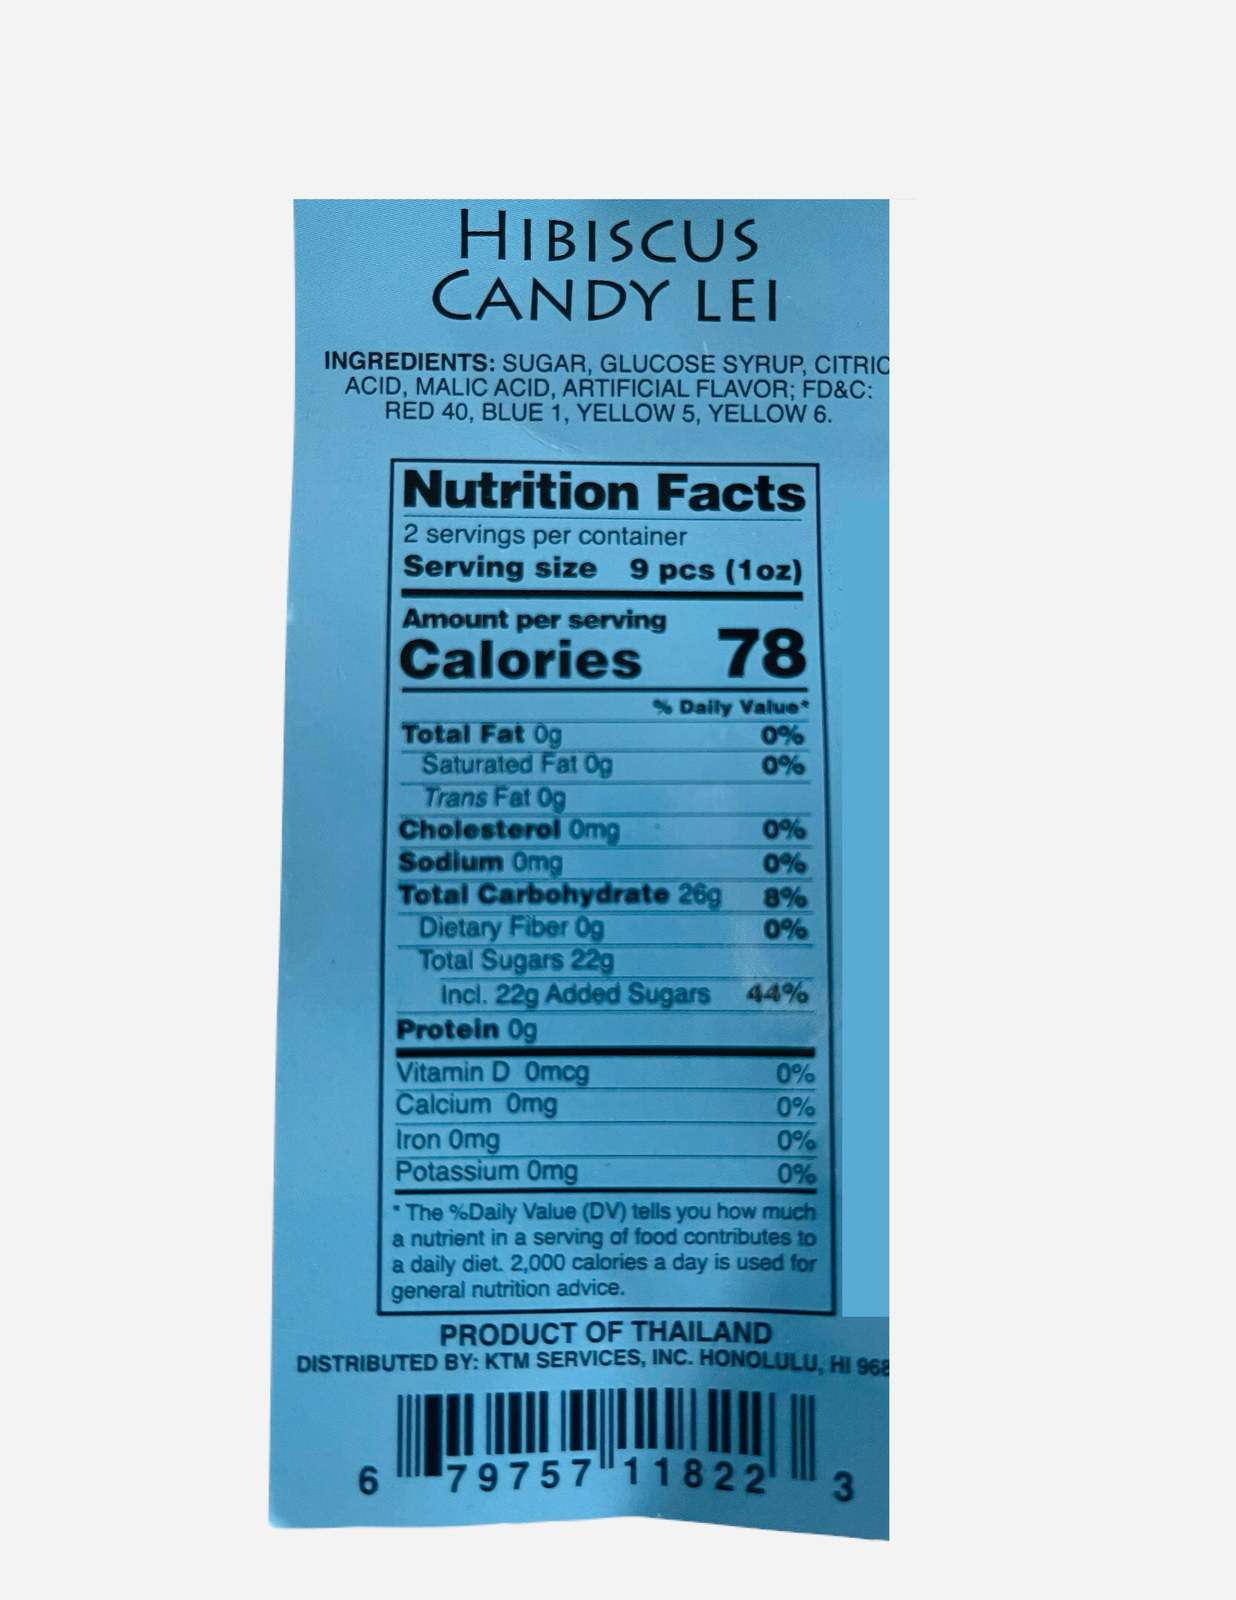 HIBISCUS
CANDY LEI
INGREDIENTS: SUGAR, GLUCOSE SYRUP, CITRIC
ACID, MALIC ACID, ARTIFICIAL FLAVOR; FD&C:
RED 40, BLUE 1, YELLOW 5, YELLOW 6.
Nutrition Facts
2 servings per container
Serving size 9 pcs (1oz)
Amount per serving
Calories 78
% Daily Value*
Total Fat 0g 0%
Saturated Fat 0g 0%
Trans Fat 0g
Cholesterol 0mg 0%
Sodium 0mg 0%
Total Carbohydrate 26g 8%
Dietary Fiber 0g 0%
Total Sugars 22g
Incl. 22g Added Sugars 44%
Protein 0g
Vitamin D 0mcg 0%
Calcium 0mg 0%
Iron 0mg 0%
Potassium 0mg 0%
* The %Daily Value (DV) tells you how much
a nutrient in a serving of food contributes to
a daily diet. 2,000 calories a day is used for
general nutrition advice.
PRODUCT OF THAILAND
DISTRIBUTED BY: KTM SERVICES, INC. HONOLULU, HI
6 79757 11822 3